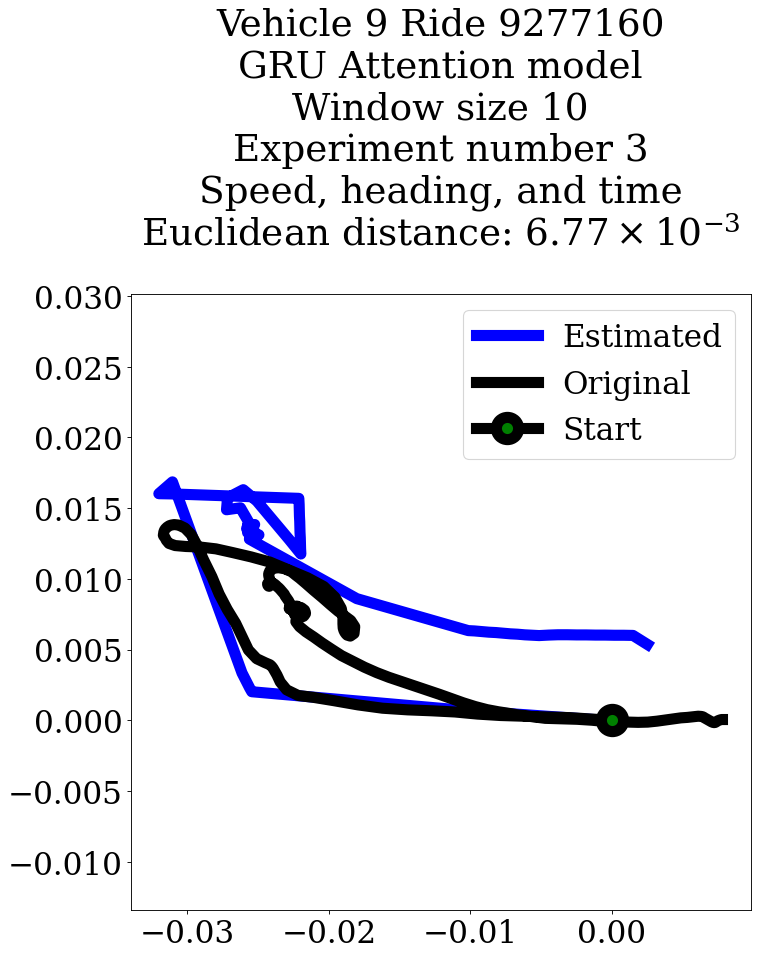 Vehicle 9 Ride 9277160
GRU Attention model
Window size 10
Experiment number 3
Speed, heading, and time
Euclidean distance: 6.77 × 10⁻³
0.030
0.025
0.020
0.015
0.010
0.005
0.000
−0.005
−0.010
Estimated
Original
Start
−0.03 −0.02 −0.01 0.00